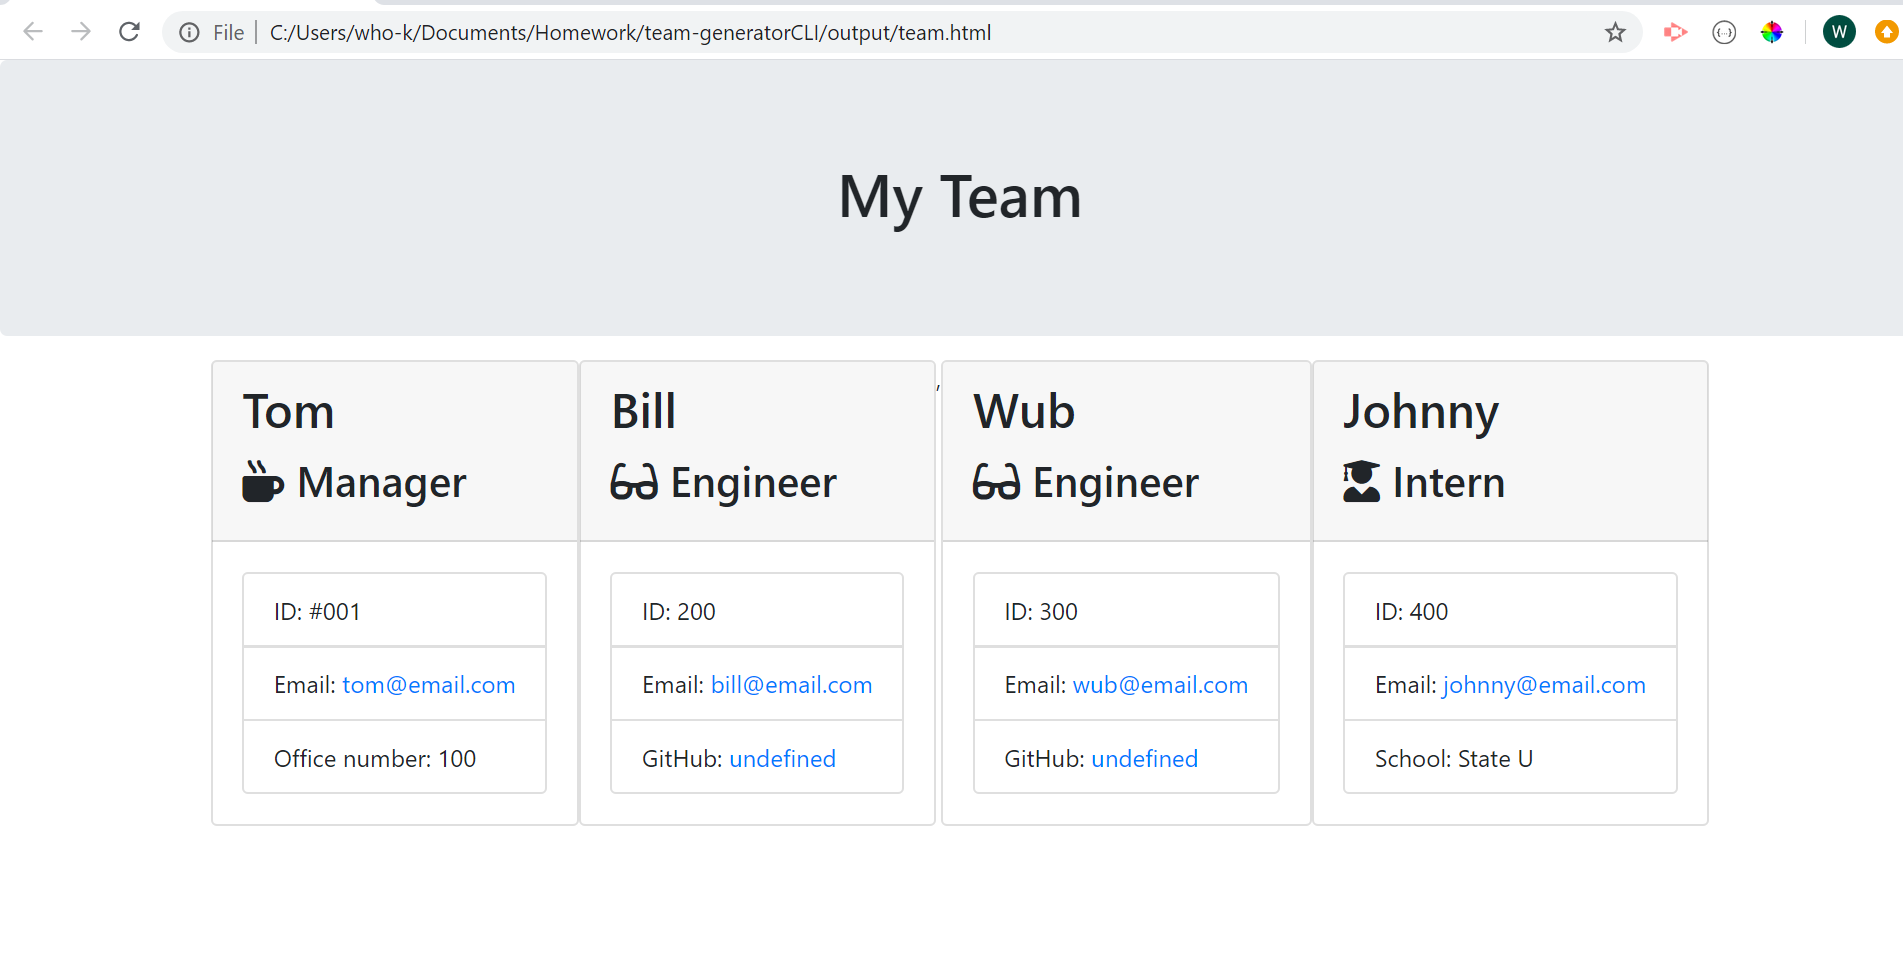 File C:/Users/who-k/Documents/Homework/team-generatorCLI/output/team.html
{...}
W
My Team
Tom
Manager
ID: #001
Email: tom@email.com
Office number: 100
Bill
Engineer
ID: 200
Email: bill@email.com
GitHub: undefined
,
Wub
Engineer
ID: 300
Email: wub@email.com
GitHub: undefined
Johnny
Intern
ID: 400
Email: johnny@email.com
School: State U